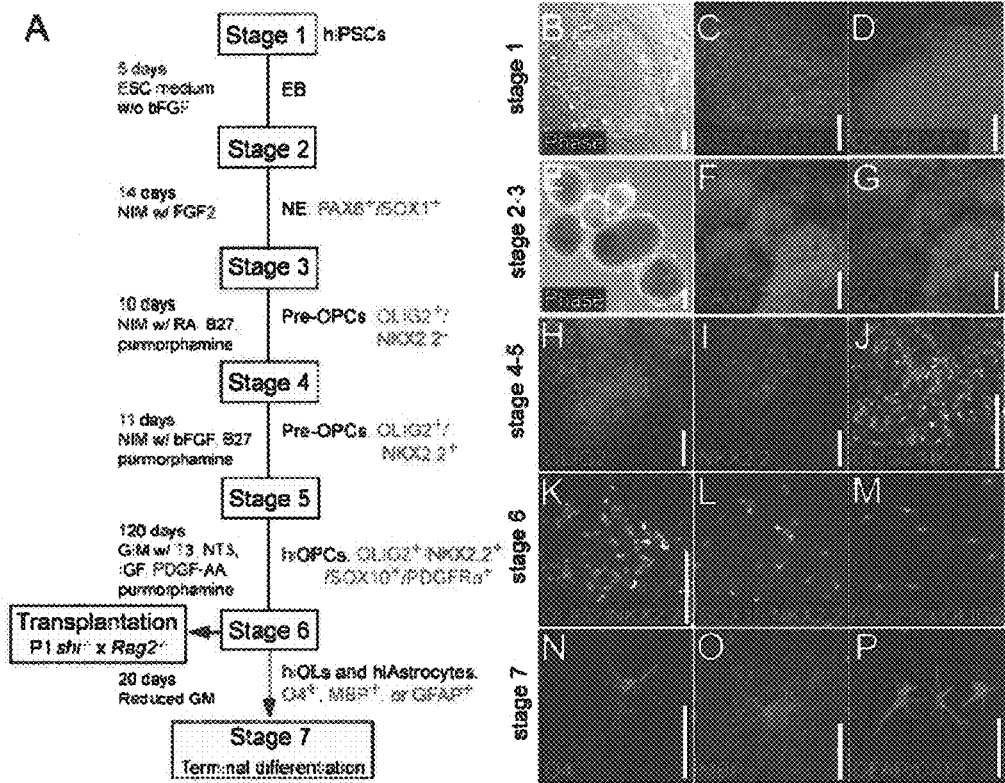 A
Stage 1 hiPSCs
5 days
ESC medium
w/o bFGF
EB
Stage 2
14 days
NIM w/ FGF2
NE: PAX6+/SOX1+
Stage 3
10 days
NIM w/ RA, B27,
purmorphamine
Pre-OPCs: OLIG2+/
NKX2.2-
Stage 4
11 days
NIM w/ bFGF, B27
purmorphamine
Pre-OPCs: OLIG2+/
NKX2.2+
Stage 5
120 days
GIM w/ T3, NT3,
IGF, PDGF-AA,
purmorphamine
hiOPCs: OLIG2+/NKX2.2+
/SOX10+/PDGFRα+
Stage 6
Transplantation
P1 shi-/- x Rag2-/-
20 days
Reduced GM
hiOLs and hiAstrocytes:
O4+, MBP+, or GFAP+
Stage 7
Terminal differentiation
stage 1
B
Phase
C
D
stage 2-3
E
Phase
F
G
stage 4-5
H
I
J
stage 6
K
L
M
stage 7
N
O
P